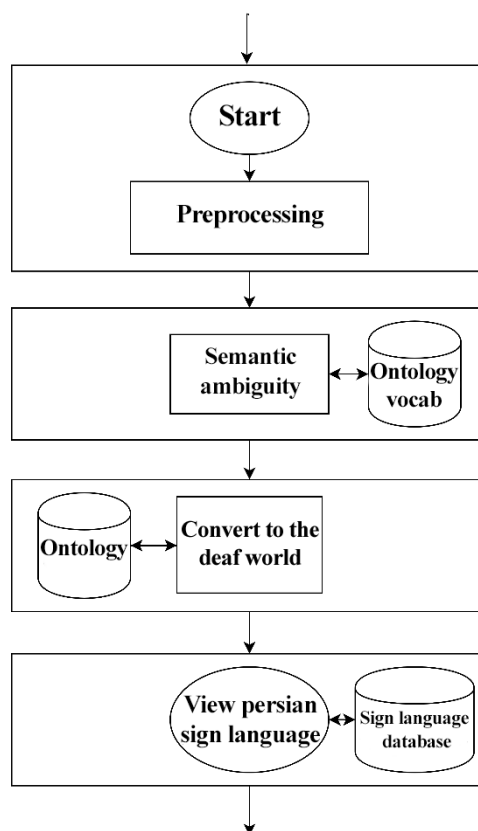 Start
Preprocessing
Semantic
ambiguity
Ontology
vocab
Ontology
Convert to the
deaf world
View persian
sign language
Sign language
database